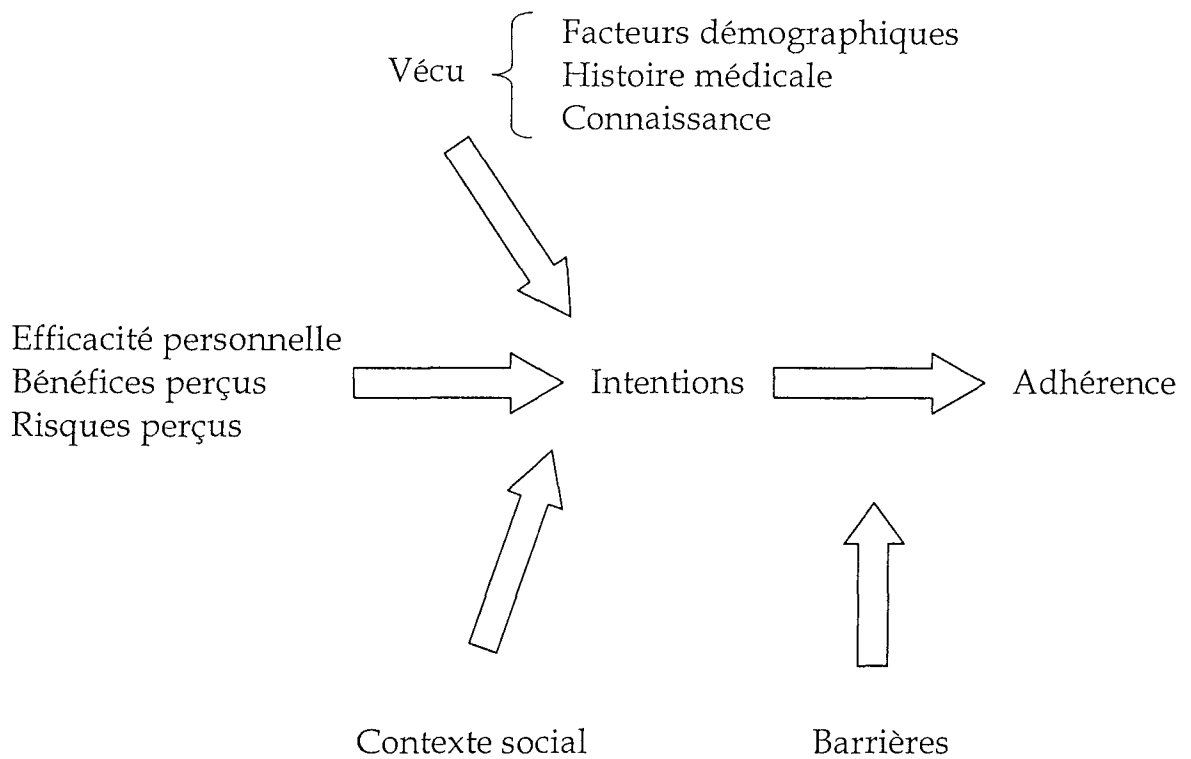 Facteurs démographiques
Vécu
Histoire médicale
Connaissance
Efficacité personnelle
Bénéfices perçus
Risques perçus
Intentions
Adhérence
Contexte social
Barrières